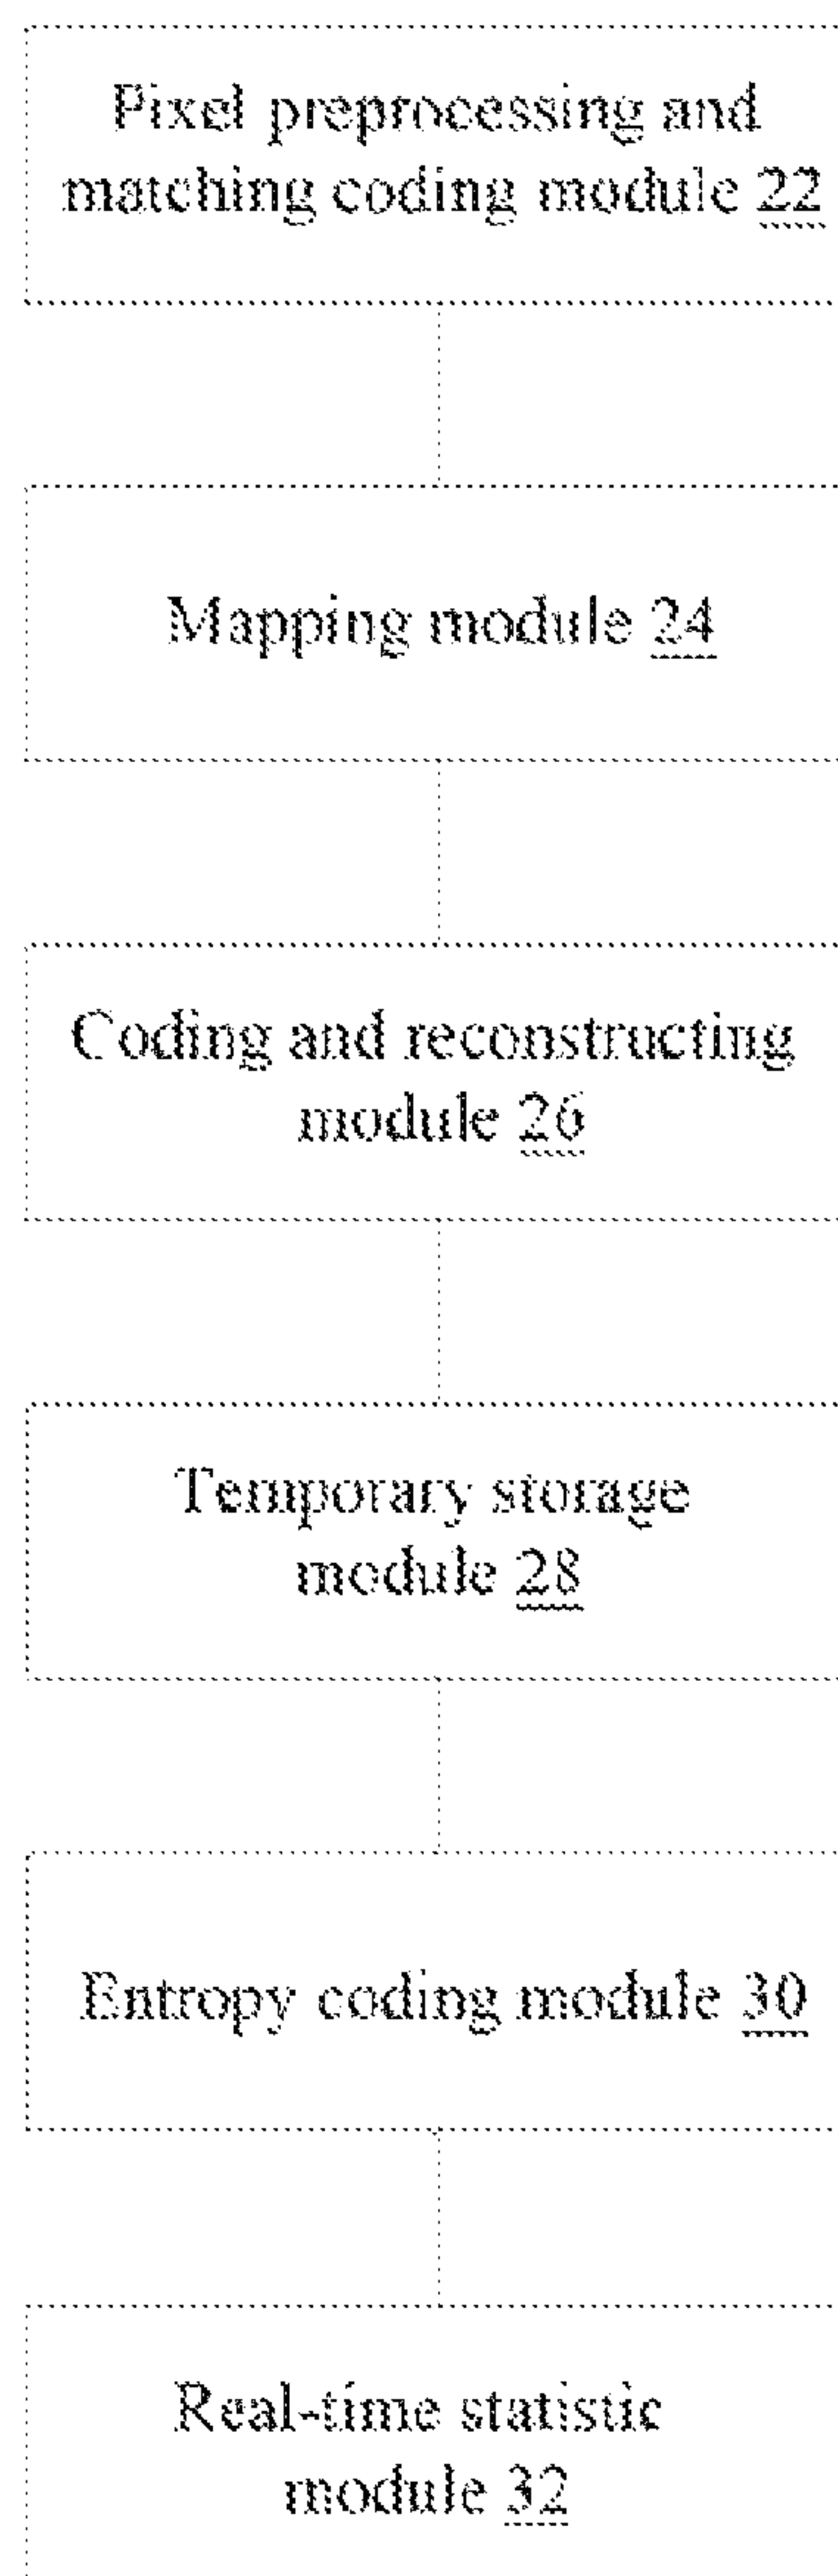 Pixel preprocessing and
matching coding module 22
Mapping module 24
Coding and reconstructing
module 26
Temporary storage
module 28
Entropy coding module 30
Real-time statistic
module 32